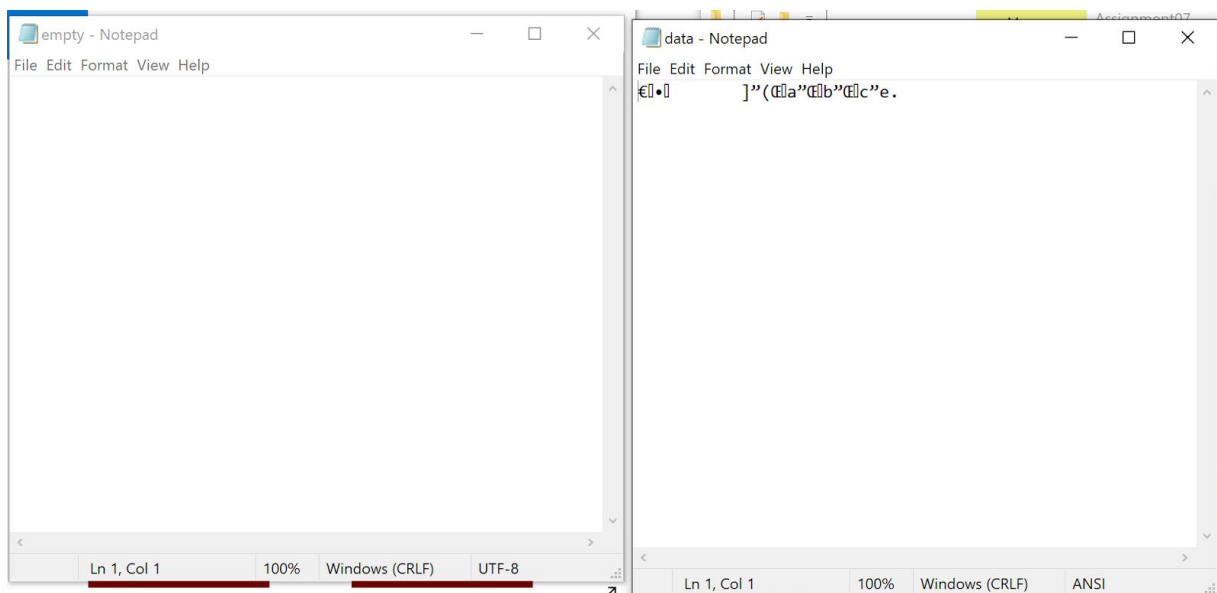 Assignment07
empty - Notepad
File Edit Format View Help
Ln 1, Col 1 100% Windows (CRLF) UTF-8
data - Notepad
File Edit Format View Help
€▯•▯ ]”(Œ▯a”Œ▯b”Œ▯c”e.
Ln 1, Col 1 100% Windows (CRLF) ANSI